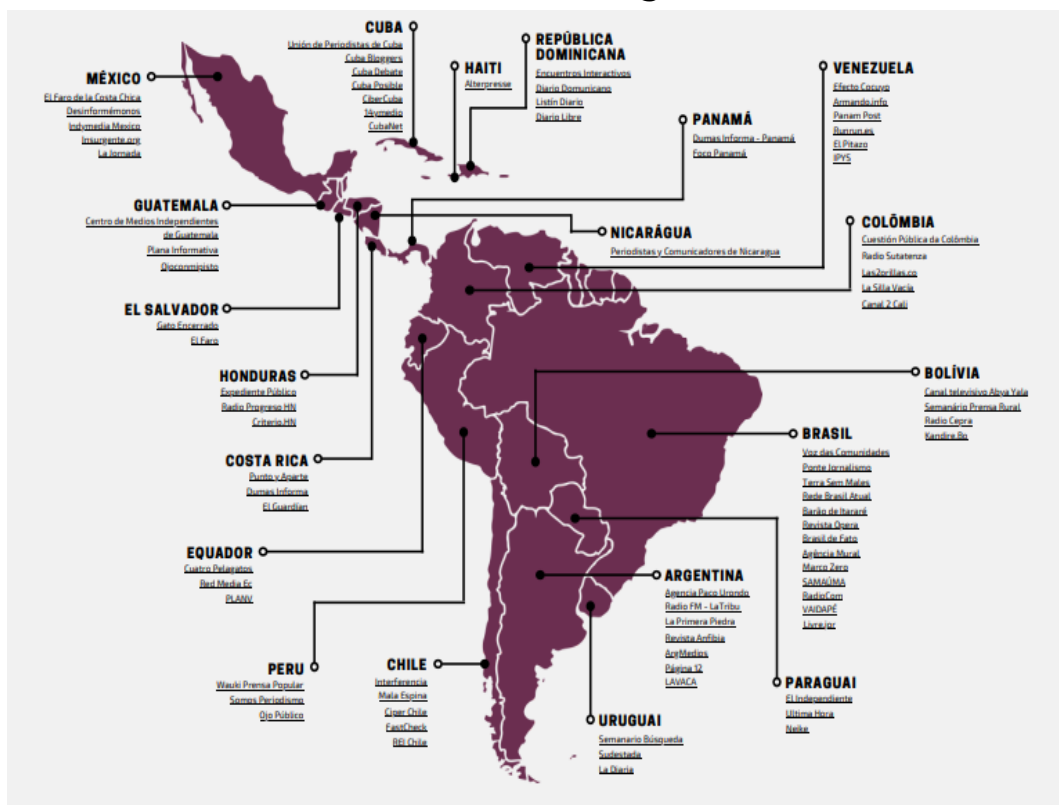 CUBA
Unión de Periodistas de Cuba
Cuba Bloggers
Cuba Debate
Cuba Posible
CiberCuba
14ymedio
CubaNet
REPÚBLICA
DOMINICANA
Encuentros Interactivos
Diario Domunicano
Listín Diario
Diario Libre
HAITI
Alterpresse
VENEZUELA
Efecto Cocuyo
Armando.info
Panam Post
Runrun.es
El Pitazo
IPYS
MÉXICO
El Faro de la Costa Chica
Desinformémonos
Indymedia Mexico
Insurgente.org
La Jornada
PANAMÁ
Dumas Informa - Panamá
Foco Panamá
GUATEMALA
Centro de Medios Independientes
de Guatemala
Plana Informativa
Ojoconmipisto
NICARÁGUA
Periodistas y Comunicadores de Nicaragua
COLÔMBIA
Cuestión Pública da Colômbia
Radio Sutatenza
Las2orillas.co
La Silla Vacía
Canal 2 Cali
EL SALVADOR
Gato Encerrado
El Faro
HONDURAS
Expediente Público
Radio Progreso HN
Criterio.HN
BOLÍVIA
Canal televisivo Abya Yala
Semanário Prensa Rural
Radio Cepra
Kandire.Bo
COSTA RICA
Punto y Aparte
Dumas Informa
El Guardían
BRASIL
Voz das Comunidades
Ponte Jornalismo
Terra Sem Males
Rede Brasil Atual
Barão de Itararé
Revista Opera
Brasil de Fato
Agência Mural
Marco Zero
SAMAÚMA
RadioCom
VAIDAPÉ
Livre.jor
EQUADOR
Cuatro Pelagatos
Red Media Ec
PLANV
ARGENTINA
Agencia Paco Urondo
Radio FM - LaTribu
La Primera Piedra
Revista Anfibia
ArgMedios
Página 12
LAVACA
PERU
Wauki Prensa Popular
Somos Periodismo
Ojo Público
CHILE
Interferencia
Mala Espina
Ciper Chile
FastCheck
REI Chile
PARAGUAI
El Independiente
Ultima Hora
Neike
URUGUAI
Semanario Búsqueda
Sudestada
La Diaria